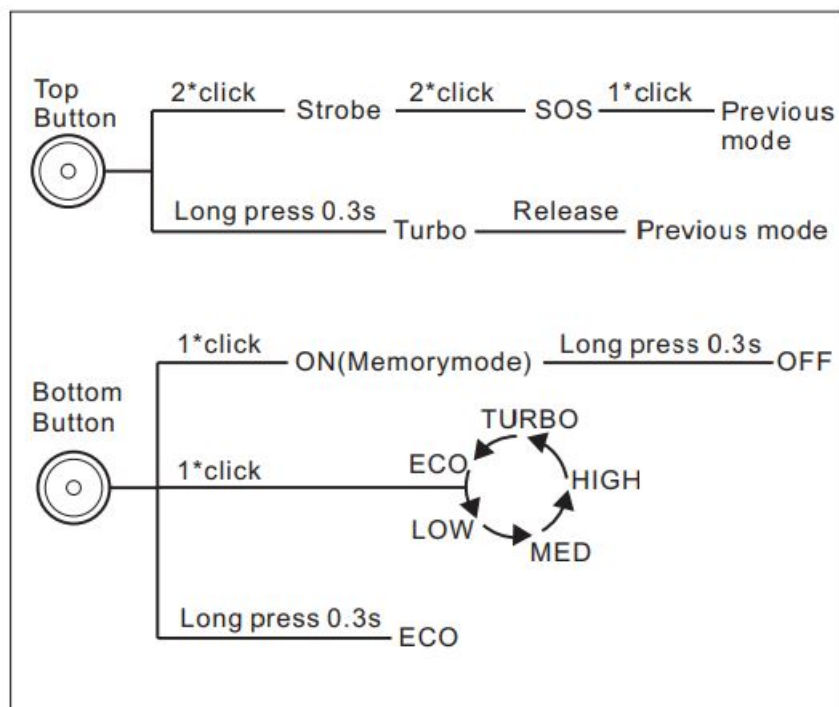 Top
Button
2*click
Strobe
2*click
SOS
1*click
Previous
mode
Long press 0.3s
Turbo
Release
Previous mode
Bottom
Button
1*click
ON(Memorymode)
Long press 0.3s
OFF
1*click
TURBO
ECO
HIGH
LOW
MED
Long press 0.3s
ECO